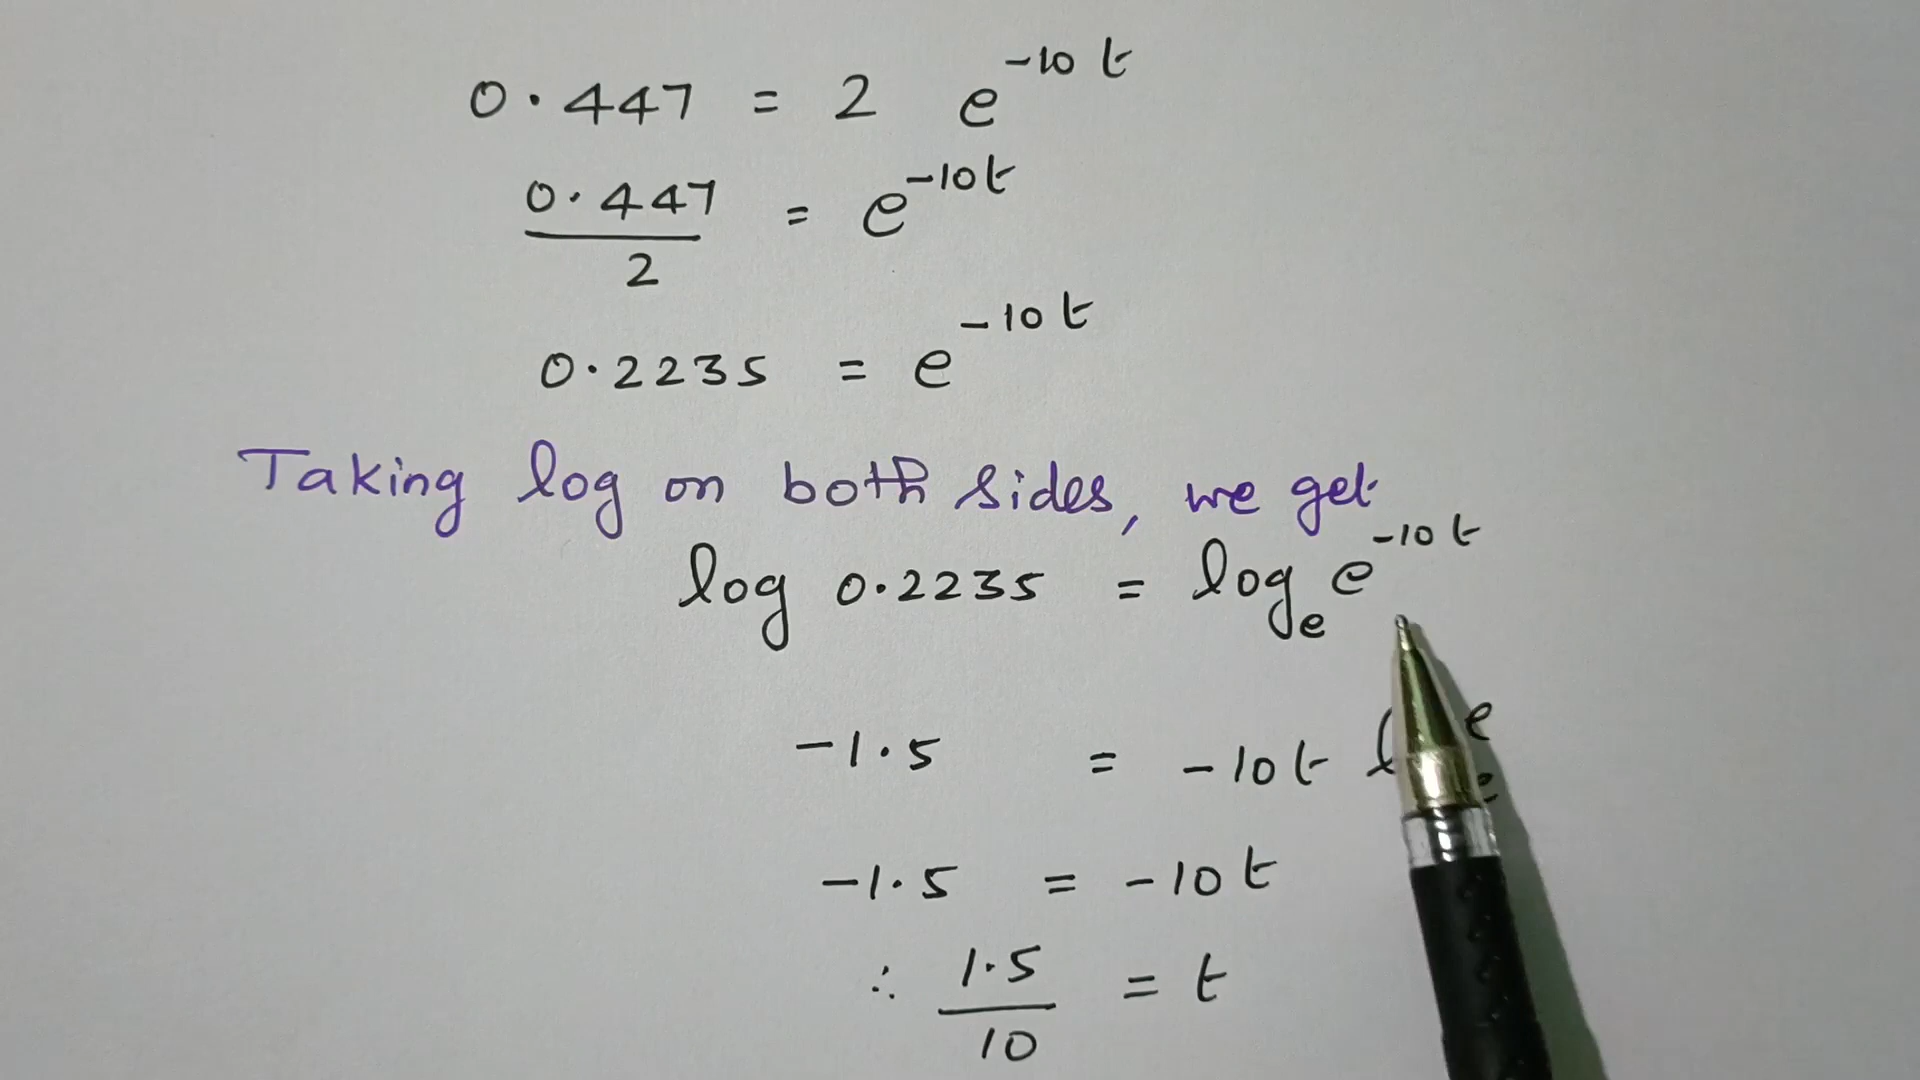 0.447 = 2 e^{-10 t}
0.447/2 = e^{-10t}
0.2235 = e^{-10t}
Taking log on both sides, we get
log 0.2235 = log_e e^{-10t}
-1.5 = -10t l e e
-1.5 = -10t
∴ 1.5/10 = t